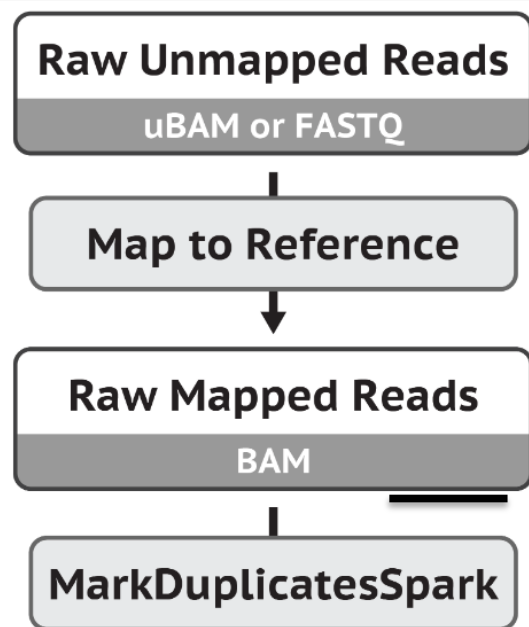 Raw Unmapped Reads
uBAM or FASTQ
Map to Reference
Raw Mapped Reads
BAM
MarkDuplicatesSpark